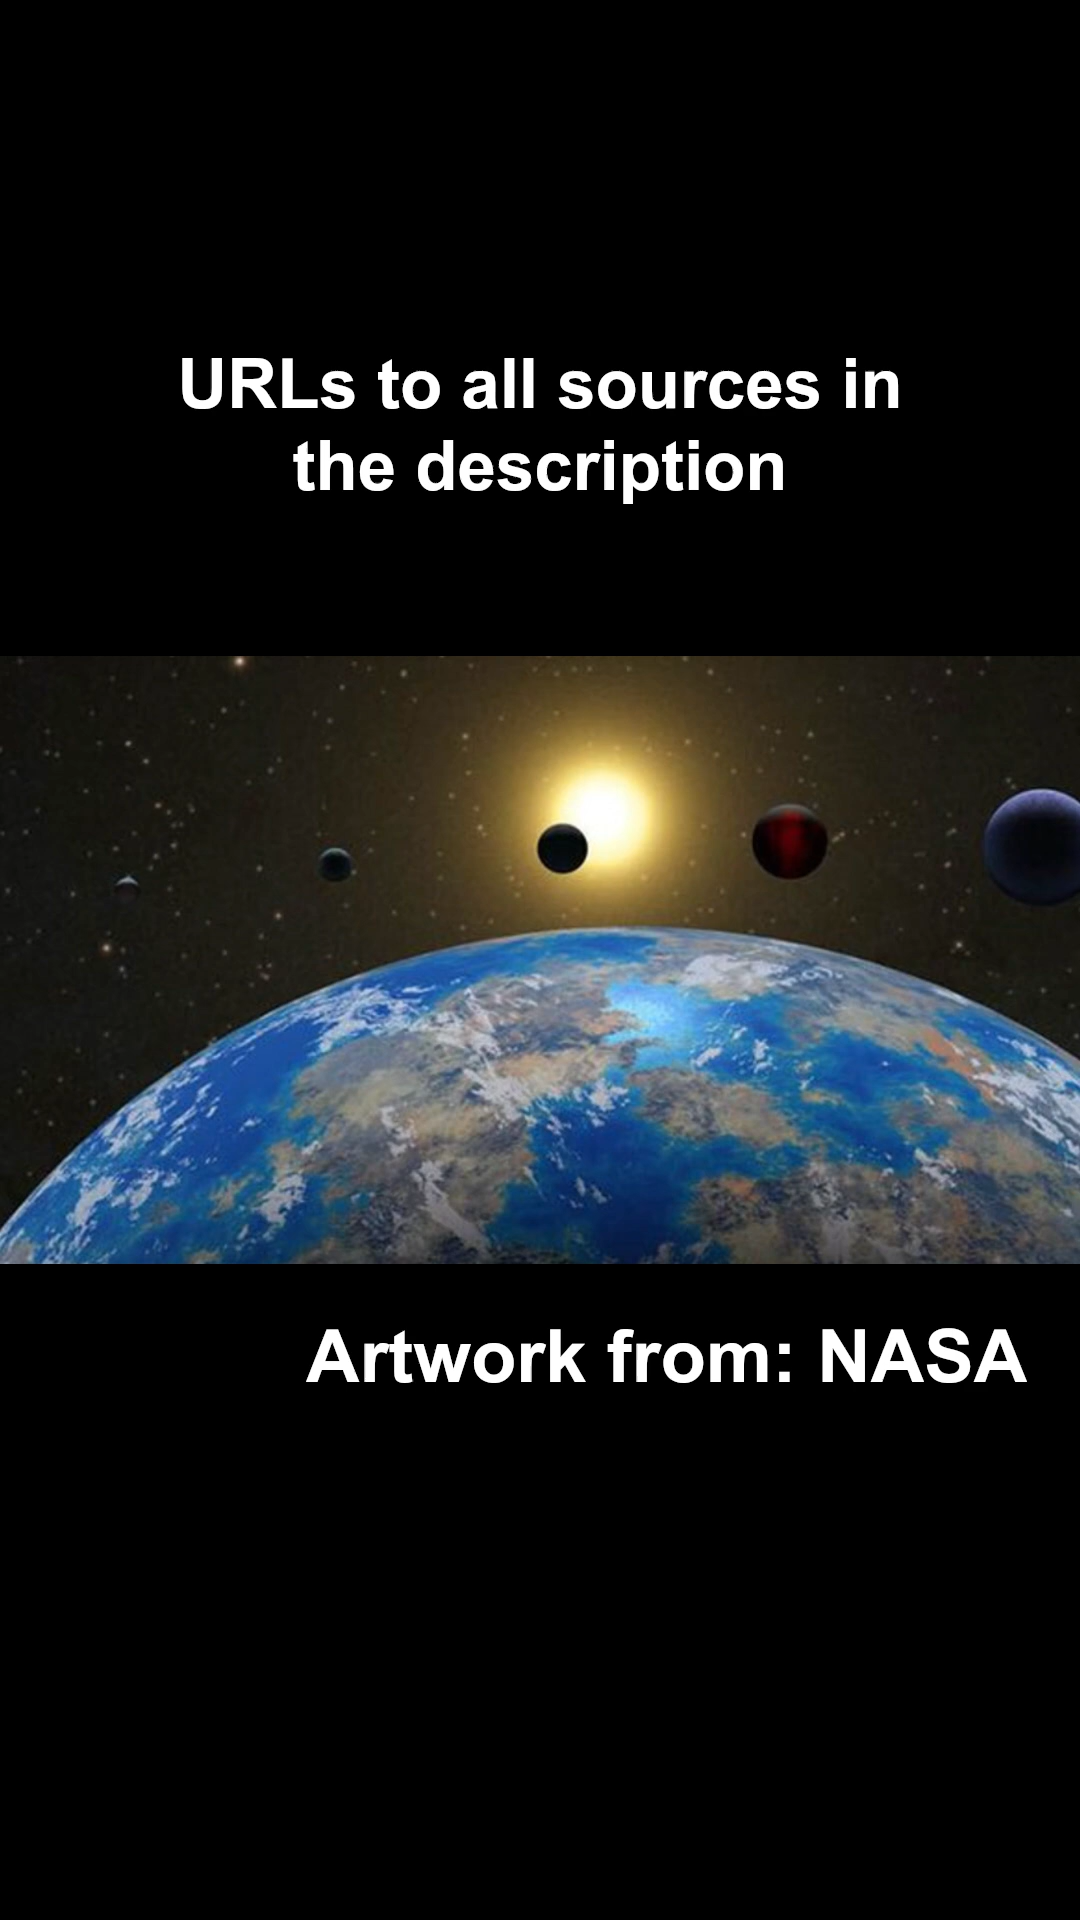 URLs to all sources in
the description
Artwork from: NASA